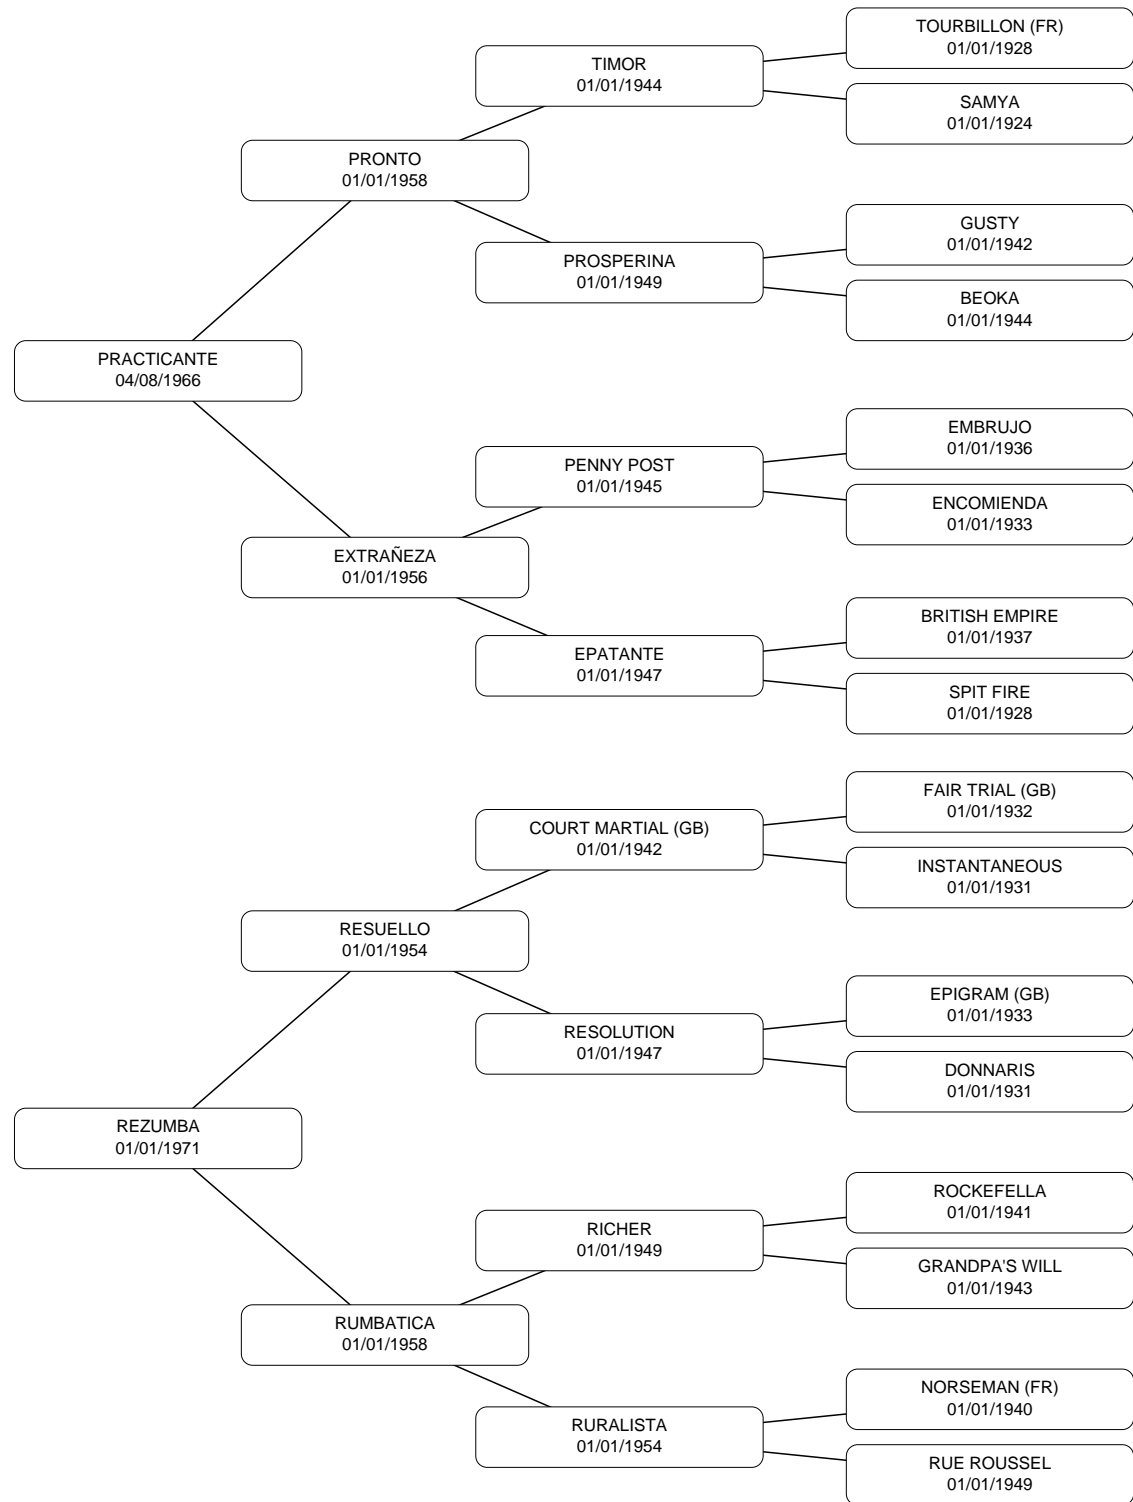 TOURBILLON (FR)
01/01/1928
TIMOR
01/01/1944
SAMYA
01/01/1924
PRONTO
01/01/1958
GUSTY
01/01/1942
PROSPERINA
01/01/1949
BEOKA
01/01/1944
PRACTICANTE
04/08/1966
EMBRUJO
01/01/1936
PENNY POST
01/01/1945
ENCOMIENDA
01/01/1933
EXTRAÑEZA
01/01/1956
BRITISH EMPIRE
01/01/1937
EPATANTE
01/01/1947
SPIT FIRE
01/01/1928
FAIR TRIAL (GB)
01/01/1932
COURT MARTIAL (GB)
01/01/1942
INSTANTANEOUS
01/01/1931
RESUELLO
01/01/1954
EPIGRAM (GB)
01/01/1933
RESOLUTION
01/01/1947
DONNARIS
01/01/1931
REZUMBA
01/01/1971
ROCKEFELLA
01/01/1941
RICHER
01/01/1949
GRANDPA'S WILL
01/01/1943
RUMBATICA
01/01/1958
NORSEMAN (FR)
01/01/1940
RURALISTA
01/01/1954
RUE ROUSSEL
01/01/1949